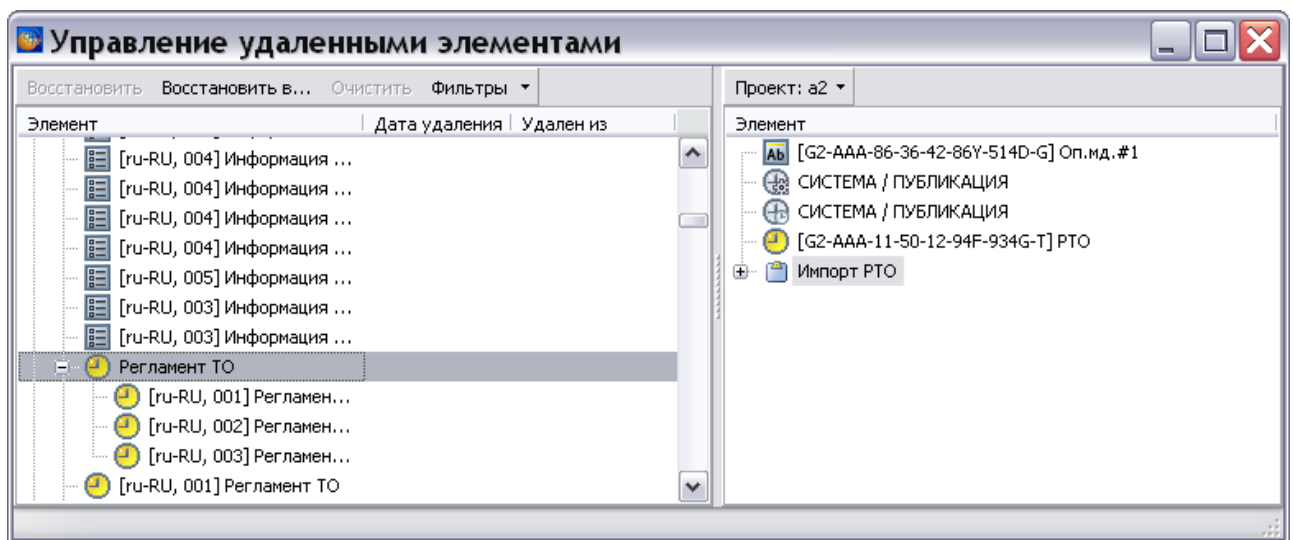 Управление удаленными элементами
Восстановить Восстановить в... Очистить Фильтры
Элемент Дата удаления Удален из
[ru-RU, 004] Информация ...
[ru-RU, 004] Информация ...
[ru-RU, 004] Информация ...
[ru-RU, 004] Информация ...
[ru-RU, 005] Информация ...
[ru-RU, 003] Информация ...
[ru-RU, 003] Информация ...
Регламент ТО
[ru-RU, 001] Регламен...
[ru-RU, 002] Регламен...
[ru-RU, 003] Регламен...
[ru-RU, 001] Регламент ТО
Проект: a2
Элемент
Ab [G2-AAA-86-36-42-86Y-514D-G] Оп.мд.#1
СИСТЕМА / ПУБЛИКАЦИЯ
СИСТЕМА / ПУБЛИКАЦИЯ
[G2-AAA-11-50-12-94F-934G-T] РТО
Импорт РТО